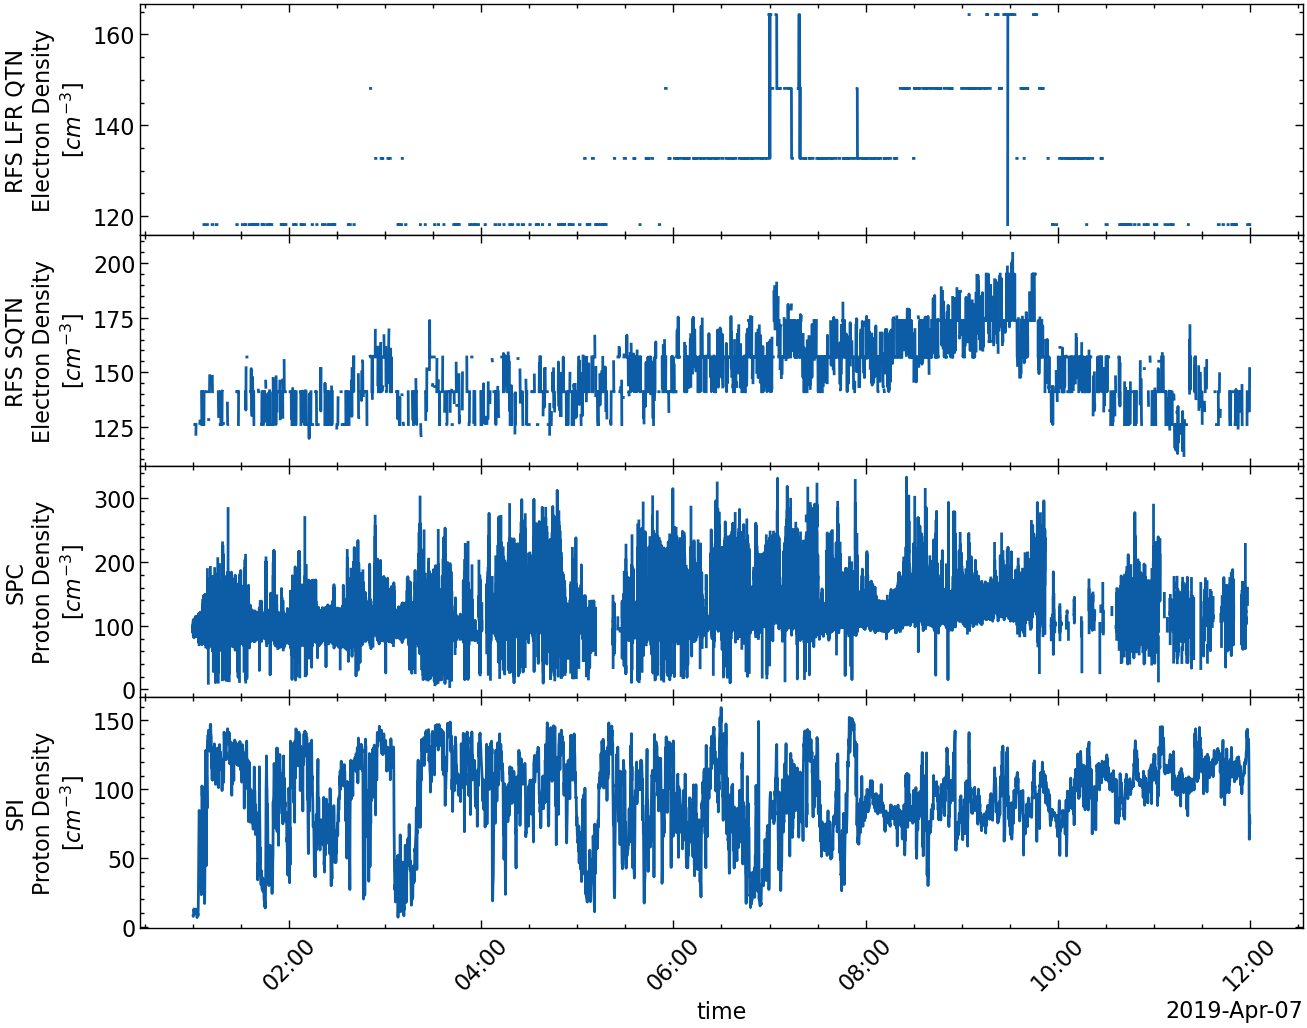 RFS LFR QTN
Electron Density
[cm⁻³]
160
140
120
RFS SQTN
Electron Density
[cm⁻³]
200
175
150
125
SPC
Proton Density
[cm⁻³]
300
200
100
0
SPI
Proton Density
[cm⁻³]
150
100
50
0
02:00
04:00
06:00
08:00
10:00
12:00
time
2019-Apr-07